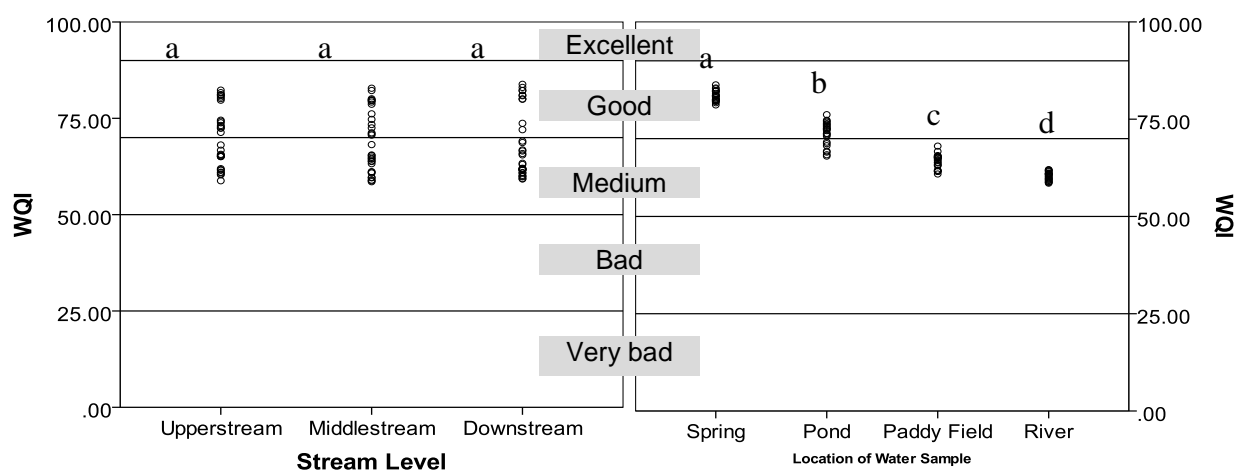 100.00
75.00
50.00
25.00
.00
WQI
a a a
Upperstream Middlestream Downstream
Stream Level
Excellent
Good
Medium
Bad
Very bad
a
b
c
d
Spring Pond Paddy Field River
Location of Water Sample
100.00
75.00
50.00
25.00
.00
WQI